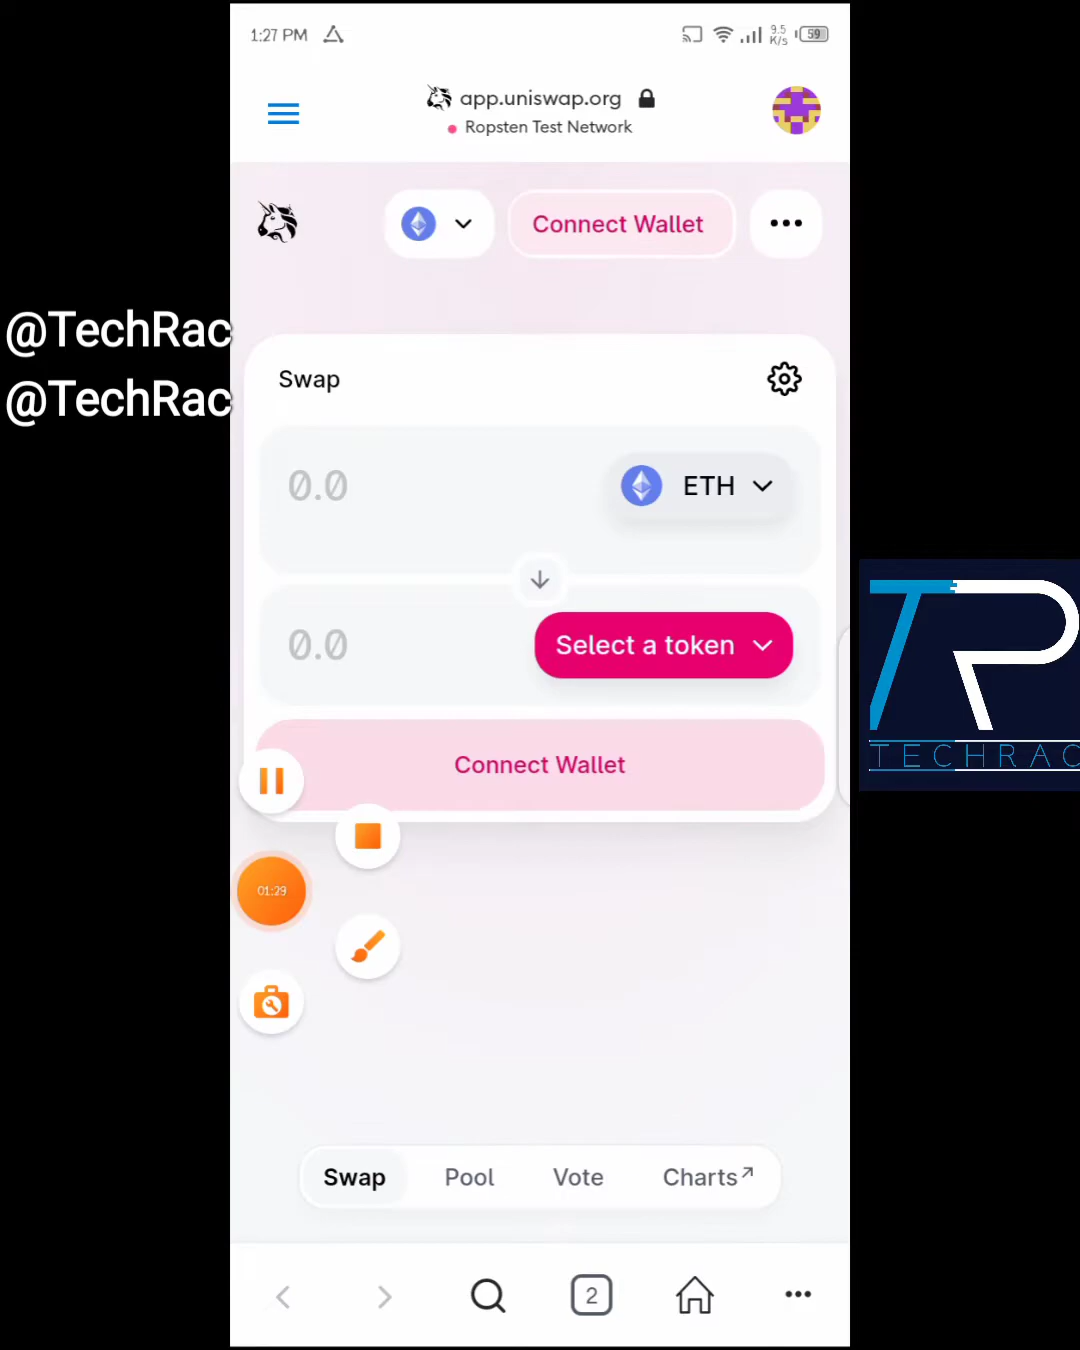 1:27 PM
9.5
K/s
59
app.uniswap.org
Ropsten Test Network
Connect Wallet
@TechRac
@TechRac
Swap
0.0
ETH
0.0
Select a token
TR
TECHRAC
Connect Wallet
01:29
Swap
Pool
Vote
Charts↗
2